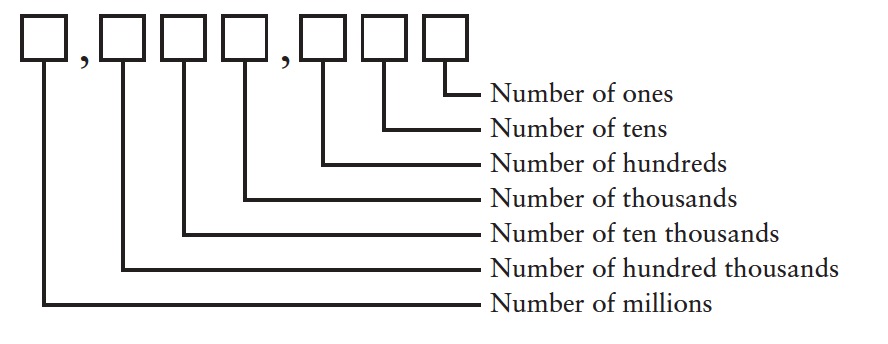 , ,
Number of ones
Number of tens
Number of hundreds
Number of thousands
Number of ten thousands
Number of hundred thousands
Number of millions